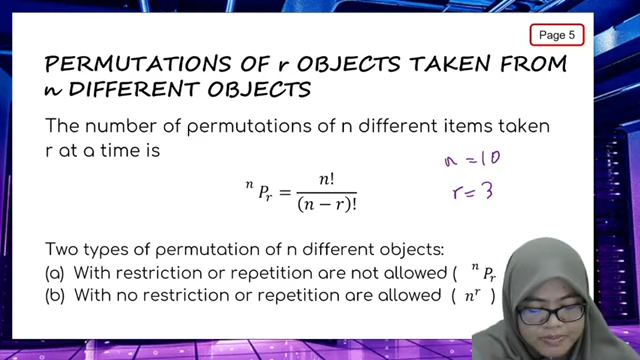 Page 5
PERMUTATIONS OF r OBJECTS TAKEN FROM
n DIFFERENT OBJECTS
The number of permutations of n different items taken
r at a time is
n = 10
ⁿPᵣ = n! / (n − r)!
r = 3
Two types of permutation of n different objects:
(a) With restriction or repetition are not allowed ( ⁿPᵣ
(b) With no restriction or repetition are allowed ( nʳ )